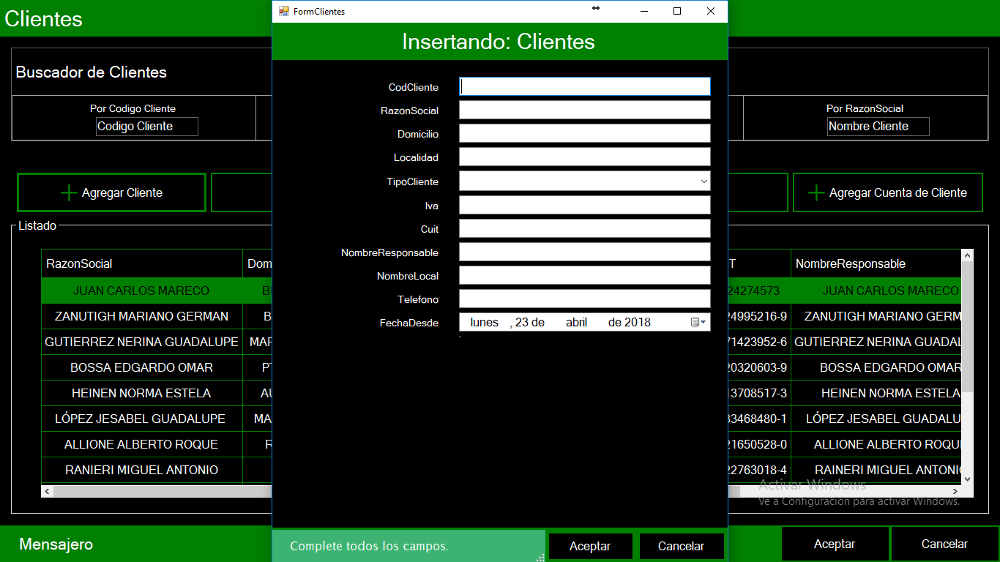 Clientes
FormClientes
Insertando: Clientes
Buscador de Clientes
Por Codigo Cliente
Codigo Cliente
Por RazonSocial
Nombre Cliente
CodCliente
RazonSocial
Domicilio
Localidad
TipoCliente
Iva
Cuit
NombreResponsable
NombreLocal
Telefono
FechaDesde lunes , 23 de abril de 2018
Agregar Cliente
Agregar Cuenta de Cliente
Listado
RazonSocial Dom T NombreResponsable
JUAN CARLOS MARECO B 24274573 JUAN CARLOS MARECO
ZANUTIGH MARIANO GERMAN B 24995216-9 ZANUTIGH MARIANO GERM
GUTIERREZ NERINA GUADALUPE MAR 71423952-6 GUTIERREZ NERINA GUADAL
BOSSA EDGARDO OMAR PT 20320603-9 BOSSA EDGARDO OMAR
HEINEN NORMA ESTELA AU 13708517-3 HEINEN NORMA ESTELA
LÓPEZ JESABEL GUADALUPE MA 33468480-1 LÓPEZ JESABEL GUADALU
ALLIONE ALBERTO ROQUE R 21650528-0 ALLIONE ALBERTO ROQU
RANIERI MIGUEL ANTONIO 22763018-4 RAINERI MIGUEL ANTONIO
Activar Windows
Ve a Configuración para activar Windows.
Mensajero
Complete todos los campos.
Aceptar
Cancelar
Aceptar
Cancelar